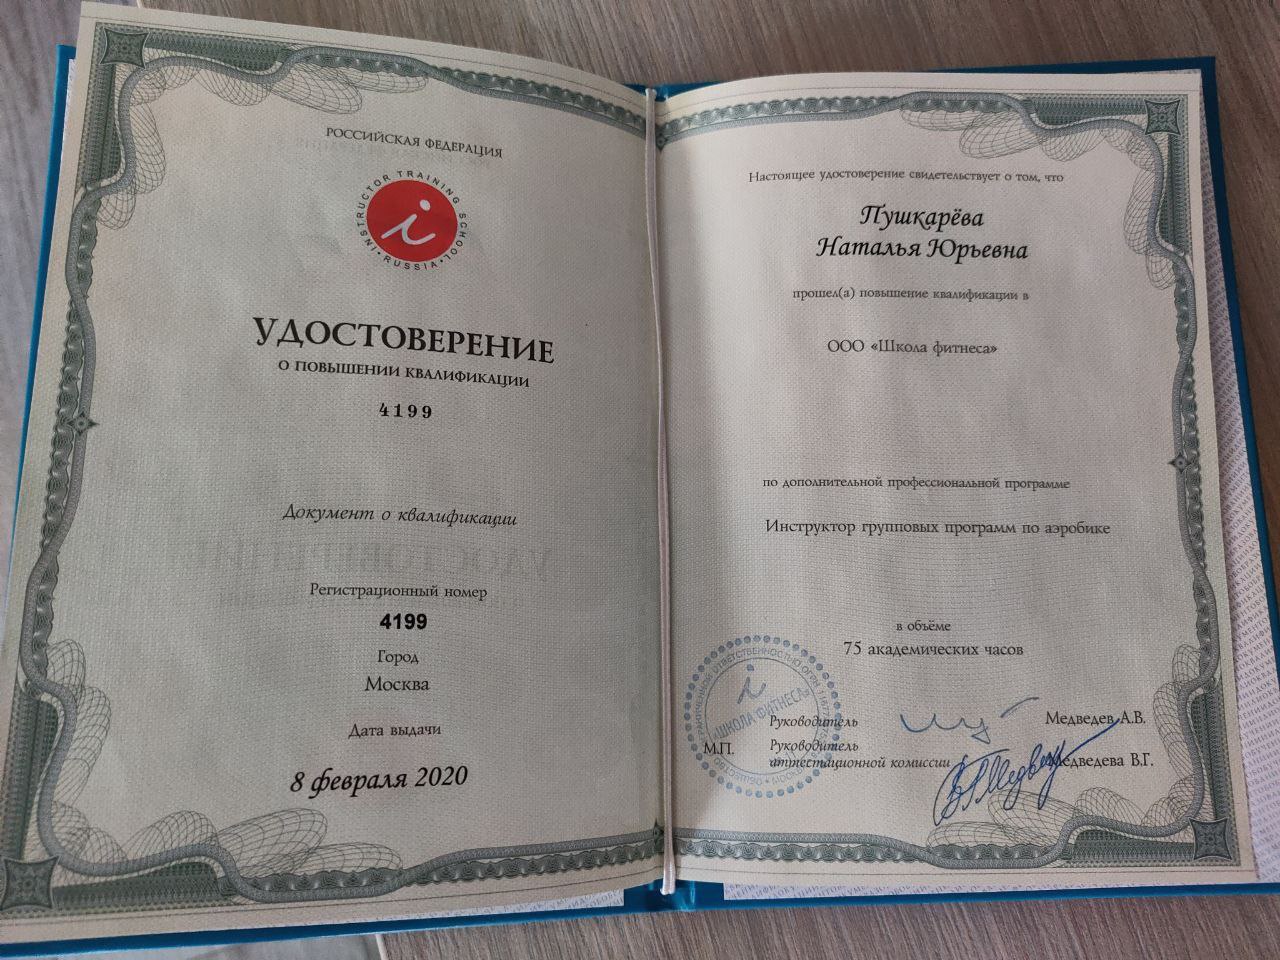 РОССИЙСКАЯ ФЕДЕРАЦИЯ
INSTRUCTOR TRAINING SCHOOL
• RUSSIA •
i
УДОСТОВЕРЕНИЕ
О ПОВЫШЕНИИ КВАЛИФИКАЦИИ
4199
Документ о квалификации
Регистрационный номер
4199
Город
Москва
Дата выдачи
8 февраля 2020
Настоящее удостоверение свидетельствует о том, что
Пушкарёва
Наталья Юрьевна
прошел(а) повышение квалификации в
ООО «Школа фитнеса»
по дополнительной профессиональной программе
Инструктор групповых программ по аэробике
в объёме
75 академических часов
i
«ШКОЛА ФИТНЕСА»
Руководитель
Медведев А.В.
М.П.
Руководитель
аттестационной комиссии
Медведева В.Г.